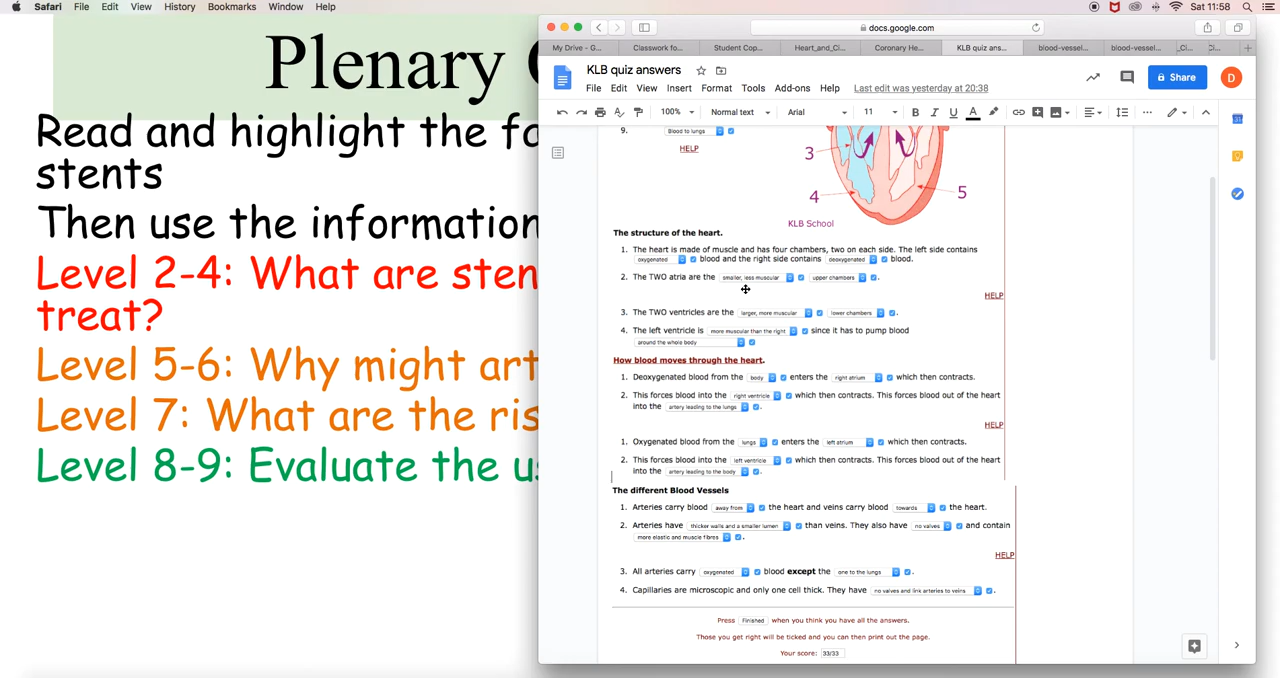 Safari File Edit View History Bookmarks Window Help Sat 11:58
docs.google.com
My Drive - G... Classwork fo... Student Cop... Heart_and_Ci... Coronary He... KLB quiz ans... blood-vessel... blood-vessel... _Ci... Ci...
KLB quiz answers
File Edit View Insert Format Tools Add-ons Help Last edit was yesterday at 20:38
Share
D
100% Normal text Arial 11 B I U A
Plenary
Read and highlight the fa
stents
Then use the information
Level 2-4: What are sten
treat?
Level 5-6: Why might art
Level 7: What are the ris
Level 8-9: Evaluate the us
9. Blood to lungs
HELP
3
4
5
KLB School
The structure of the heart.
1. The heart is made of muscle and has four chambers, two on each side. The left side contains
oxygenated blood and the right side contains deoxygenated blood.
2. The TWO atria are the smaller, less muscular upper chambers .
HELP
3. The TWO ventricles are the larger, more muscular lower chambers .
4. The left ventricle is more muscular than the right since it has to pump blood
around the whole body
How blood moves through the heart.
1. Deoxygenated blood from the body enters the right atrium which then contracts.
2. This forces blood into the right ventricle which then contracts. This forces blood out of the heart
into the artery leading to the lungs .
HELP
1. Oxygenated blood from the lungs enters the left atrium which then contracts.
2. This forces blood into the left ventricle which then contracts. This forces blood out of the heart
into the artery leading to the body .
The different Blood Vessels
1. Arteries carry blood away from the heart and veins carry blood towards the heart.
2. Arteries have thicker walls and a smaller lumen than veins. They also have no valves and contain
more elastic and muscle fibres .
HELP
3. All arteries carry oxygenated blood except the one to the lungs .
4. Capillaries are microscopic and only one cell thick. They have no valves and link arteries to veins .
Press Finished when you think you have all the answers.
Those you get right will be ticked and you can then print out the page.
Your score: 33/33